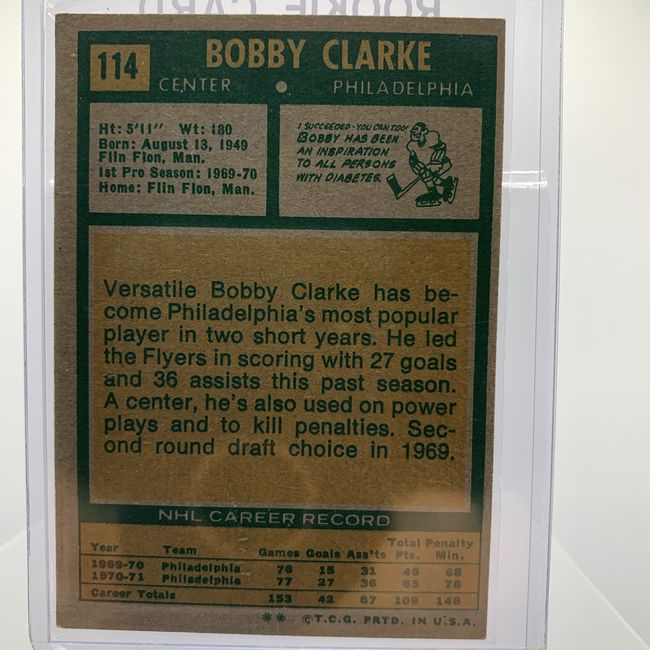 ROOKIE CARD
114
BOBBY CLARKE
CENTER • PHILADELPHIA
Ht: 5'11" Wt: 180
Born: August 13, 1949
Flin Flon, Man.
1st Pro Season: 1969-70
Home: Flin Flon, Man.
I SUCCEEDED - YOU CAN TOO!
BOBBY HAS BEEN
AN INSPIRATION
TO ALL PERSONS
WITH DIABETES.
Versatile Bobby Clarke has be-
come Philadelphia's most popular
player in two short years. He led
the Flyers in scoring with 27 goals
and 36 assists this past season.
A center, he's also used on power
plays and to kill penalties. Sec-
ond round draft choice in 1969.
NHL CAREER RECORD
Total Penalty
Year Team Games Goals Ass'ts Pts. Min.
1969-70 Philadelphia 76 15 31 46 68
1970-71 Philadelphia 77 27 36 63 78
Career Totals 153 42 67 109 146
** ©T.C.G. PRTD. IN U.S.A.